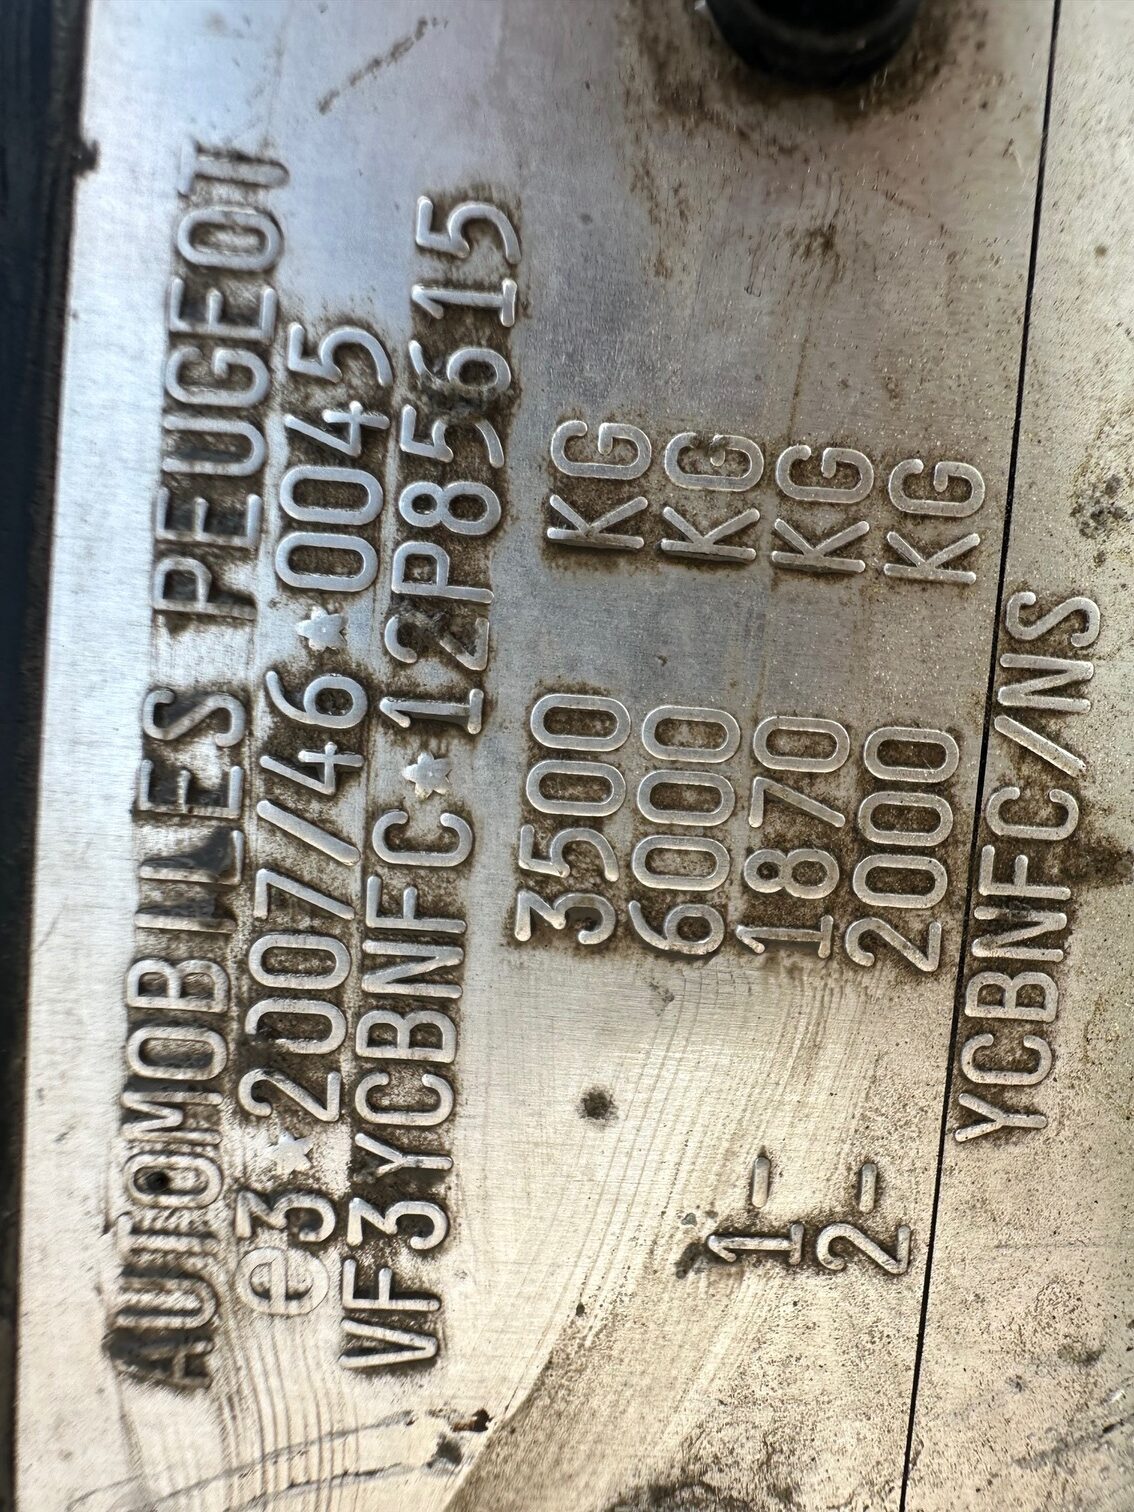 AUTOMOBILES PEUGEOT
e3*2007/46*0045
VF3YCBNFC*12P85615
3500 KG
6000 KG
1- 1870 KG
2- 2000 KG
YCBNFC/NS